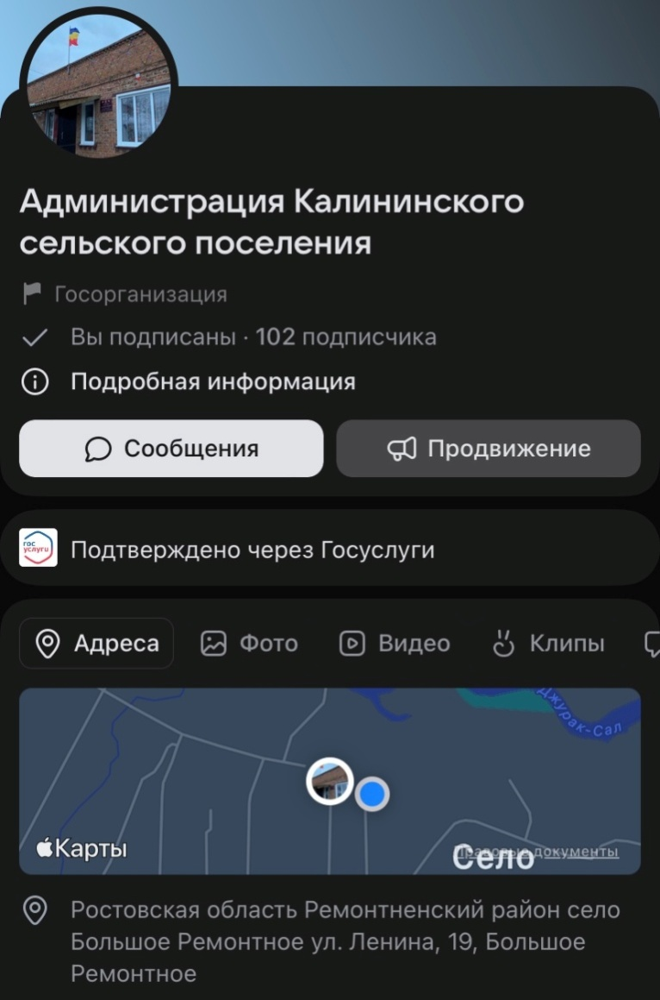 Администрация Калининского
сельского поселения
Госорганизация
Вы подписаны · 102 подписчика
Подробная информация
Сообщения
Продвижение
гос
услуги
Подтверждено через Госуслуги
Адреса
Фото
Видео
Клипы
Джурак-Сал
Карты
Село
Правовые документы
Ростовская область Ремонтненский район село
Большое Ремонтное ул. Ленина, 19, Большое
Ремонтное